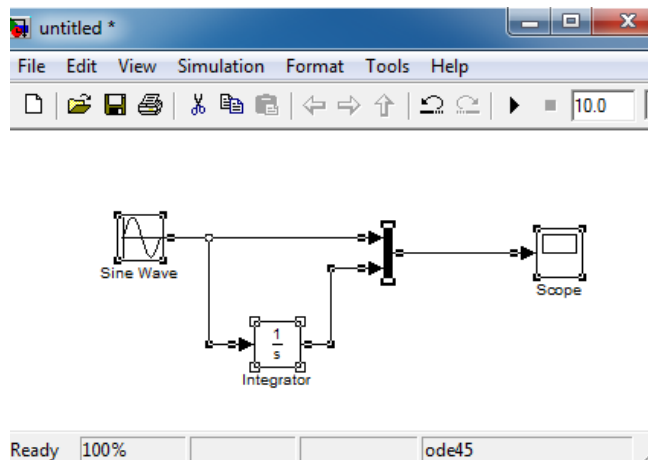 untitled *
File Edit View Simulation Format Tools Help
10.0
Sine Wave
Scope
1
s
Integrator
Ready 100% ode45